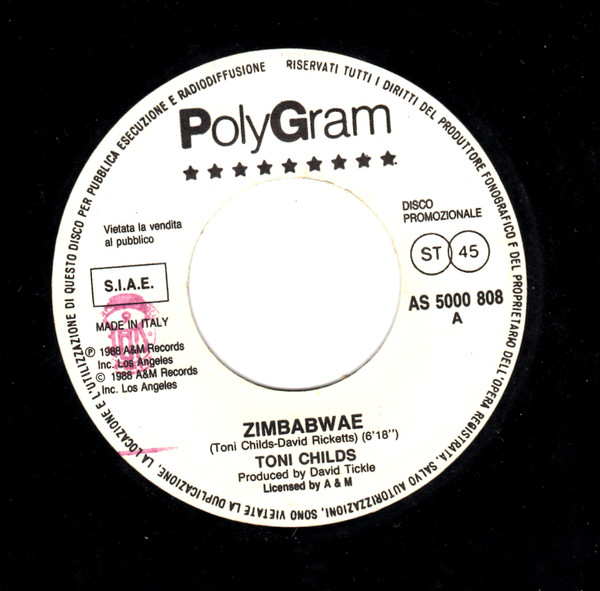 LA LOCAZIONE E L'UTILIZZAZIONE DI QUESTO DISCO PER PUBBLICA ESECUZIONE E RADIODIFFUSIONE RISERVATI TUTTI I DIRITTI DEL PRODUTTORE FONOGRAFICO E DEL PROPRIETARIO DELL'OPERA REGISTRATA. SALVO AUTORIZZAZIONI, SONO VIETATE LA DUPLICAZIONE,
PolyGram
Vietata la vendita
al pubblico
DISCO
PROMOZIONALE
S.I.A.E.
ST 45
MADE IN ITALY
AS 5000 808
A
℗ 1988 A&M Records
Inc. Los Angeles
© 1988 A&M Records
Inc. Los Angeles
ZIMBABWAE
(Toni Childs-David Ricketts) (6'18")
TONI CHILDS
Produced by David Tickle
Licensed by A & M